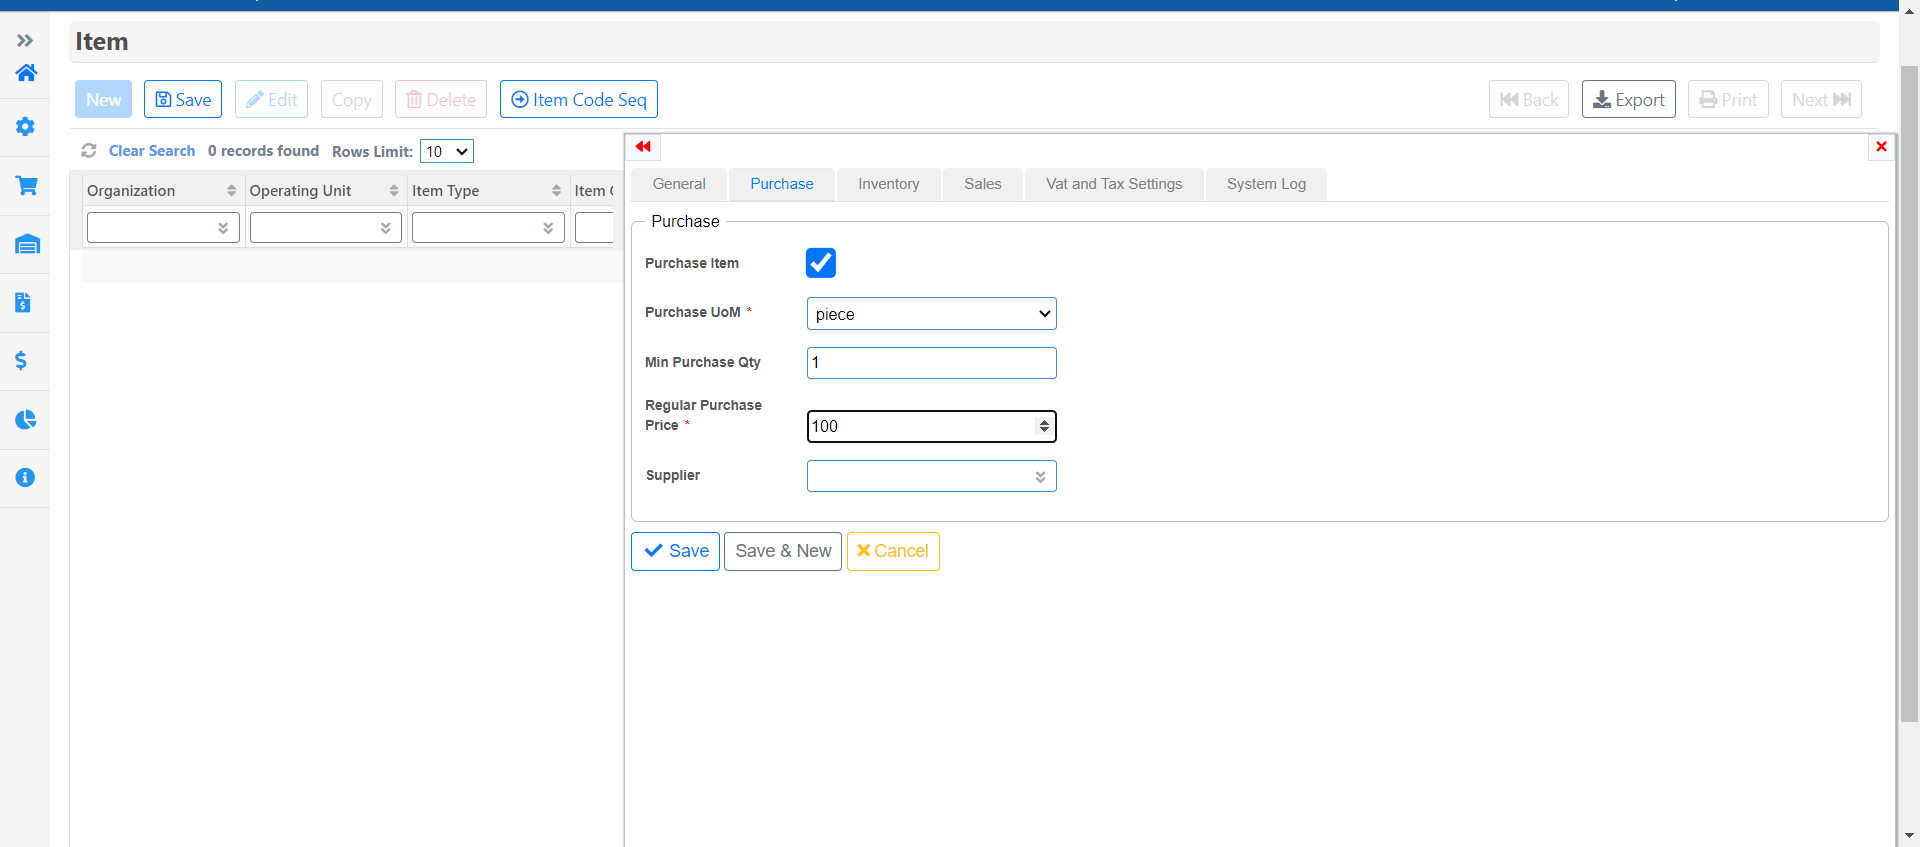 Item
New Save Edit Copy Delete Item Code Seq Back Export Print Next
Clear Search 0 records found Rows Limit: 10
Organization Operating Unit Item Type Item
General Purchase Inventory Sales Vat and Tax Settings System Log
Purchase
Purchase Item
Purchase UoM * piece
Min Purchase Qty 1
Regular Purchase
Price * 100
Supplier
Save Save & New Cancel